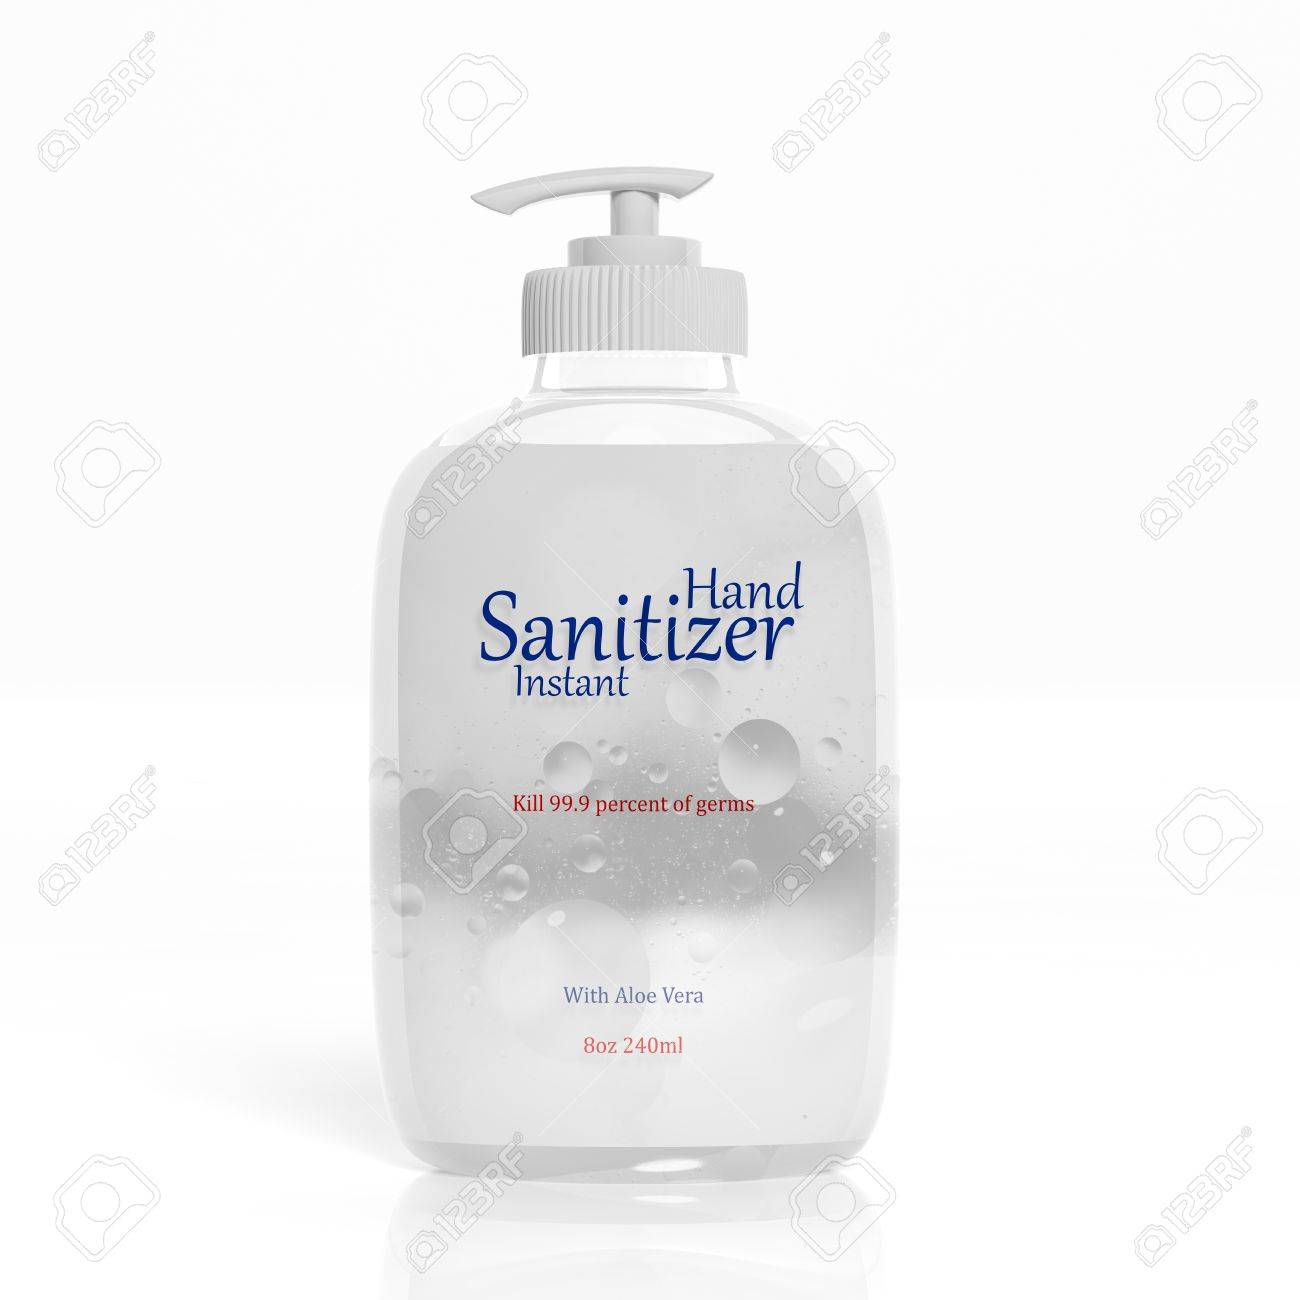 Hand
Sanitizer
Instant
Kill 99.9 percent of germs
With Aloe Vera
8oz 240ml
123RF